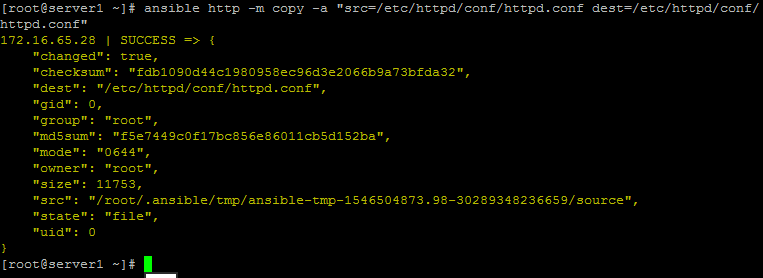 [root@server1 ~]# ansible http -m copy -a "src=/etc/httpd/conf/httpd.conf dest=/etc/httpd/conf/
httpd.conf"
172.16.65.28 | SUCCESS => {
    "changed": true,
    "checksum": "fdb1090d44c1980958ec96d3e2066b9a73bfda32",
    "dest": "/etc/httpd/conf/httpd.conf",
    "gid": 0,
    "group": "root",
    "md5sum": "f5e7449c0f17bc856e86011cb5d152ba",
    "mode": "0644",
    "owner": "root",
    "size": 11753,
    "src": "/root/.ansible/tmp/ansible-tmp-1546504873.98-30289348236659/source",
    "state": "file",
    "uid": 0
}
[root@server1 ~]#